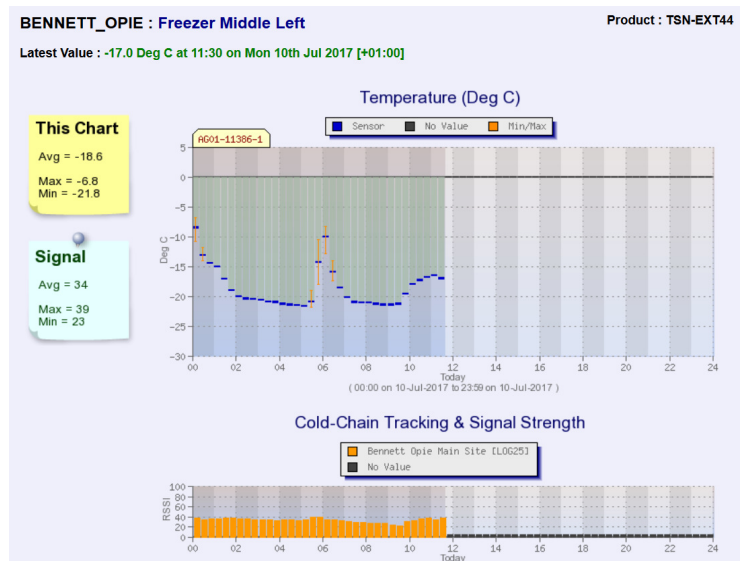 BENNETT_OPIE : Freezer Middle Left
Product : TSN-EXT44
Latest Value : -17.0 Deg C at 11:30 on Mon 10th Jul 2017 [+01:00]
Temperature (Deg C)
Sensor No Value Min/Max
This Chart
Avg = -18.6
Max = -6.8
Min = -21.8
Signal
Avg = 34
Max = 39
Min = 23
AG01-11386-1
Deg C
5
0
-5
-10
-15
-20
-25
-30
00 02 04 06 08 10 12 14 16 18 20 22 24
Today
( 00:00 on 10-Jul-2017 to 23:59 on 10-Jul-2017 )
Cold-Chain Tracking & Signal Strength
Bennett Opie Main Site [LOG25]
No Value
RSSI
100
80
60
40
20
0
00 02 04 06 08 10 12 14 16 18 20 22 24
Today